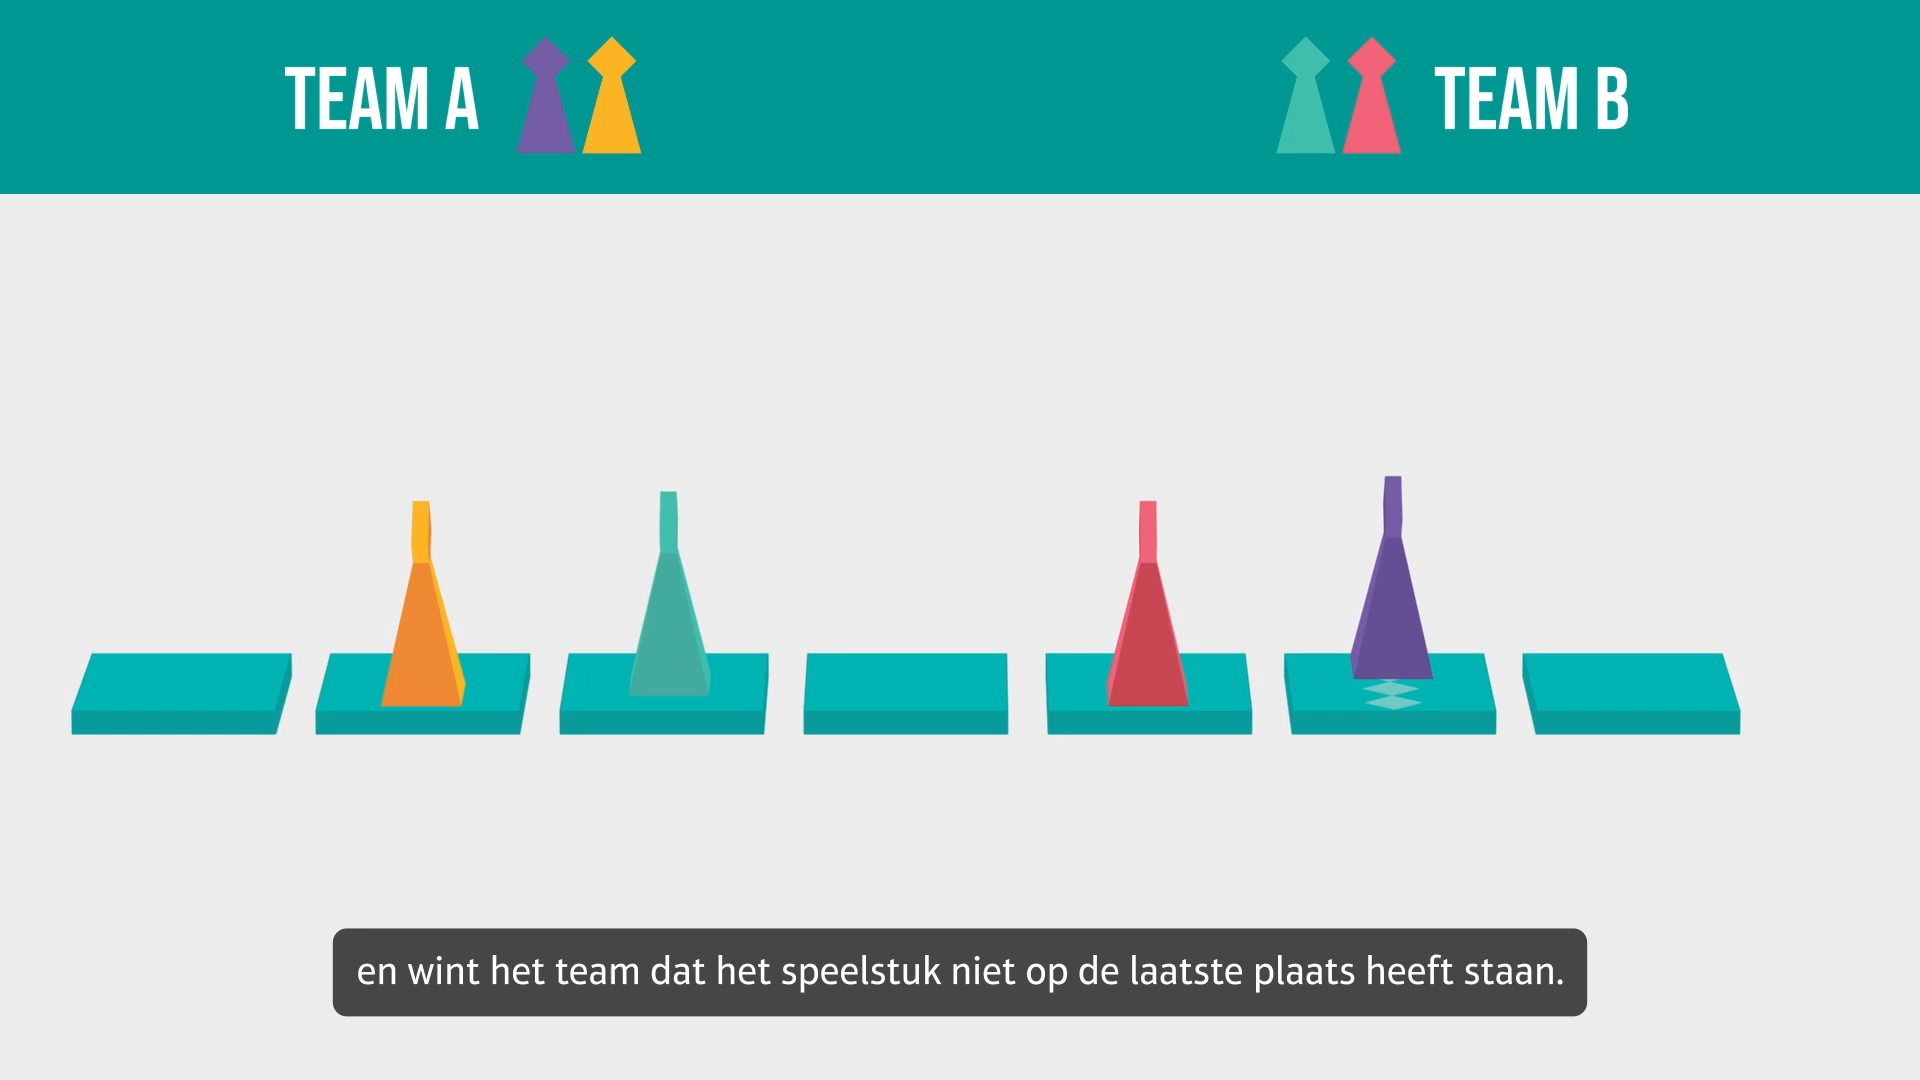 TEAM A
TEAM B
en wint het team dat het speelstuk niet op de laatste plaats heeft staan.